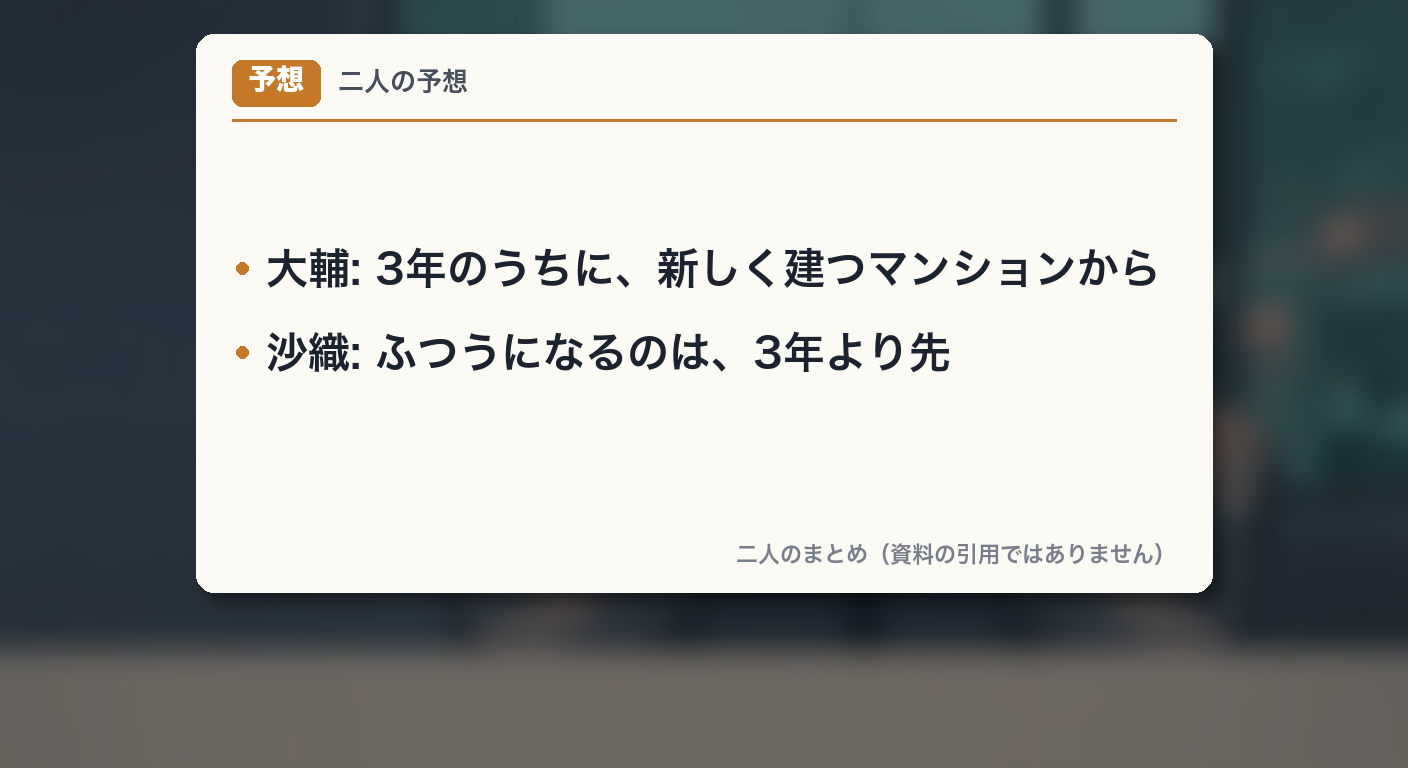 予想 二人の予想
• 大輔: 3年のうちに、新しく建つマンションから
• 沙織: ふつうになるのは、3年より先
二人のまとめ（資料の引用ではありません）